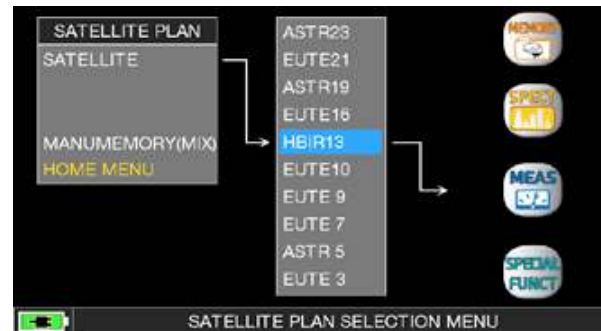 SATELLITE PLAN
SATELLITE
MANUMEMORY(MIX)
HOME MENU
ASTR23
EUTE21
ASTR19
EUTE16
HBIR13
EUTE10
EUTE 9
EUTE 7
ASTR 5
EUTE 3
MEMORY
SPECT
MEAS
SPECIAL
FUNCT
SATELLITE PLAN SELECTION MENU